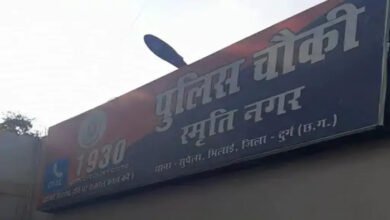 पुलिस चौकी
स्मृति नगर
थाना - सुपेला, भिलाई, जिला - दुर्ग (छ.ग.)
1930